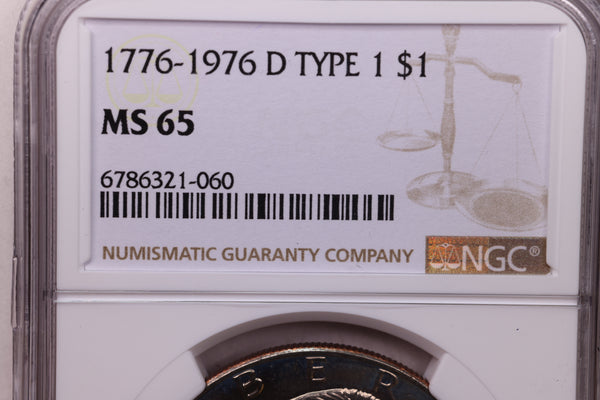 1776-1976 D TYPE 1 $1
MS 65
6786321-060
NUMISMATIC GUARANTY COMPANY
NGC®
B E R